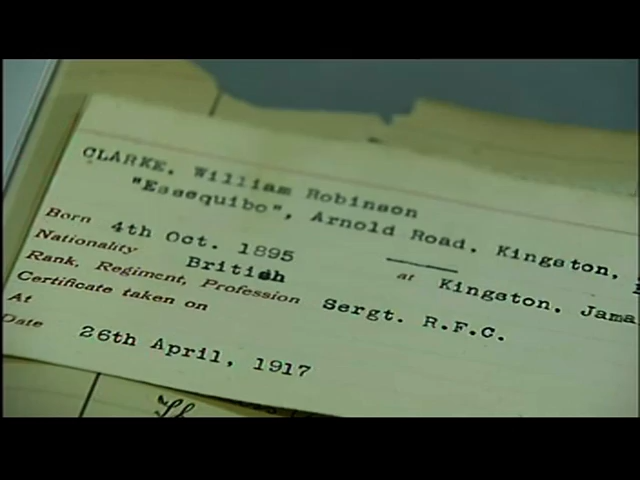 CLARKE, William Robinson
"Essequibo", Arnold Road. Kingston,
Born 4th Oct. 1895 at Kingston, Jama
Nationality British
Rank, Regiment, Profession Sergt. R.F.C.
Certificate taken on
At
Date 26th April, 1917